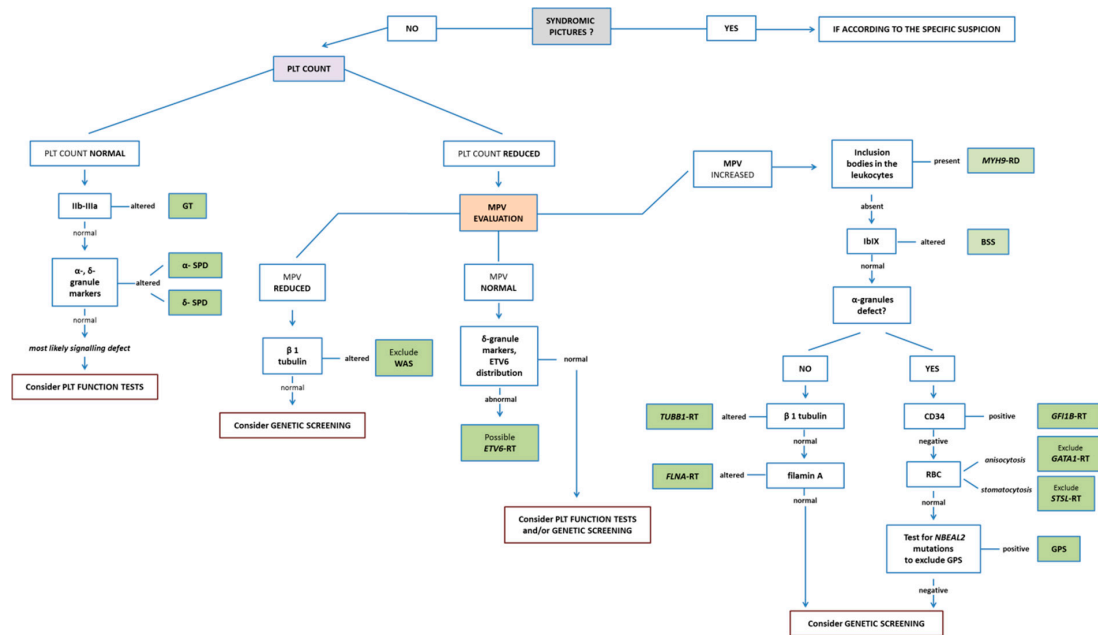 SYNDROMIC
PICTURES ?
NO
YES
IF ACCORDING TO THE SPECIFIC SUSPICION
PLT COUNT
PLT COUNT NORMAL
PLT COUNT REDUCED
MPV
INCREASED
Inclusion
bodies in the
leukocytes
present
MYH9-RD
absent
IIb-IIIa
altered
GT
normal
MPV
EVALUATION
IbIX
altered
BSS
normal
α-, δ-
granule
markers
altered
α- SPD
δ- SPD
normal
most likely signalling defect
Consider PLT FUNCTION TESTS
MPV
REDUCED
β 1
tubulin
altered
Exclude
WAS
normal
Consider GENETIC SCREENING
MPV
NORMAL
δ-granule
markers,
ETV6
distribution
normal
abnormal
Possible
ETV6-RT
Consider PLT FUNCTION TESTS
and/or GENETIC SCREENING
α-granules
defect?
NO
YES
TUBB1-RT
altered
β 1 tubulin
normal
FLNA-RT
altered
filamin A
normal
CD34
positive
GFI1B-RT
negative
RBC
anisocytosis
Exclude
GATA1-RT
stomatocytosis
Exclude
STSL-RT
normal
Test for NBEAL2
mutations
to exclude GPS
positive
GPS
negative
Consider GENETIC SCREENING